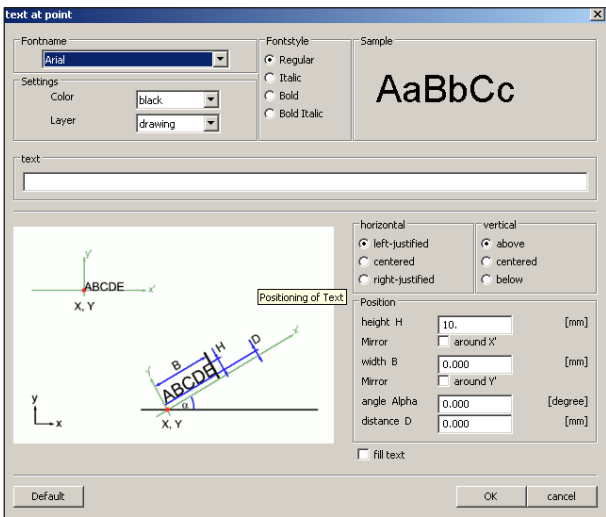 text at point
Fontname
Arial
Settings
Color black
Layer drawing
Fontstyle
Regular
Italic
Bold
Bold Italic
Sample
AaBbCc
text
y'
ABCDE x'
X, Y
Positioning of Text
B H D x'
y'
ABCDE
α
X, Y
y
x
horizontal
left-justified
centered
right-justified
vertical
above
centered
below
Position
height H 10. [mm]
Mirror around X'
width B 0.000 [mm]
Mirror around Y'
angle Alpha 0.000 [degree]
distance D 0.000 [mm]
fill text
Default OK cancel